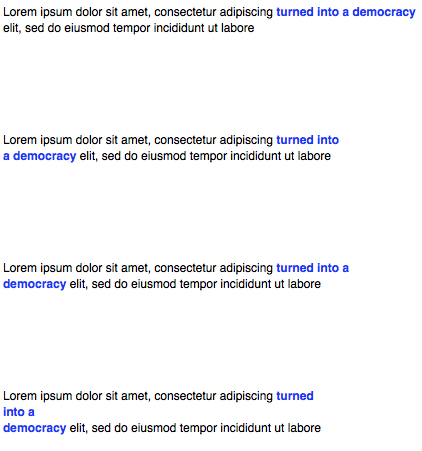 Lorem ipsum dolor sit amet, consectetur adipiscing turned into a democracy
elit, sed do eiusmod tempor incididunt ut labore
Lorem ipsum dolor sit amet, consectetur adipiscing turned into
a democracy elit, sed do eiusmod tempor incididunt ut labore
Lorem ipsum dolor sit amet, consectetur adipiscing turned into a
democracy elit, sed do eiusmod tempor incididunt ut labore
Lorem ipsum dolor sit amet, consectetur adipiscing turned
into a
democracy elit, sed do eiusmod tempor incididunt ut labore